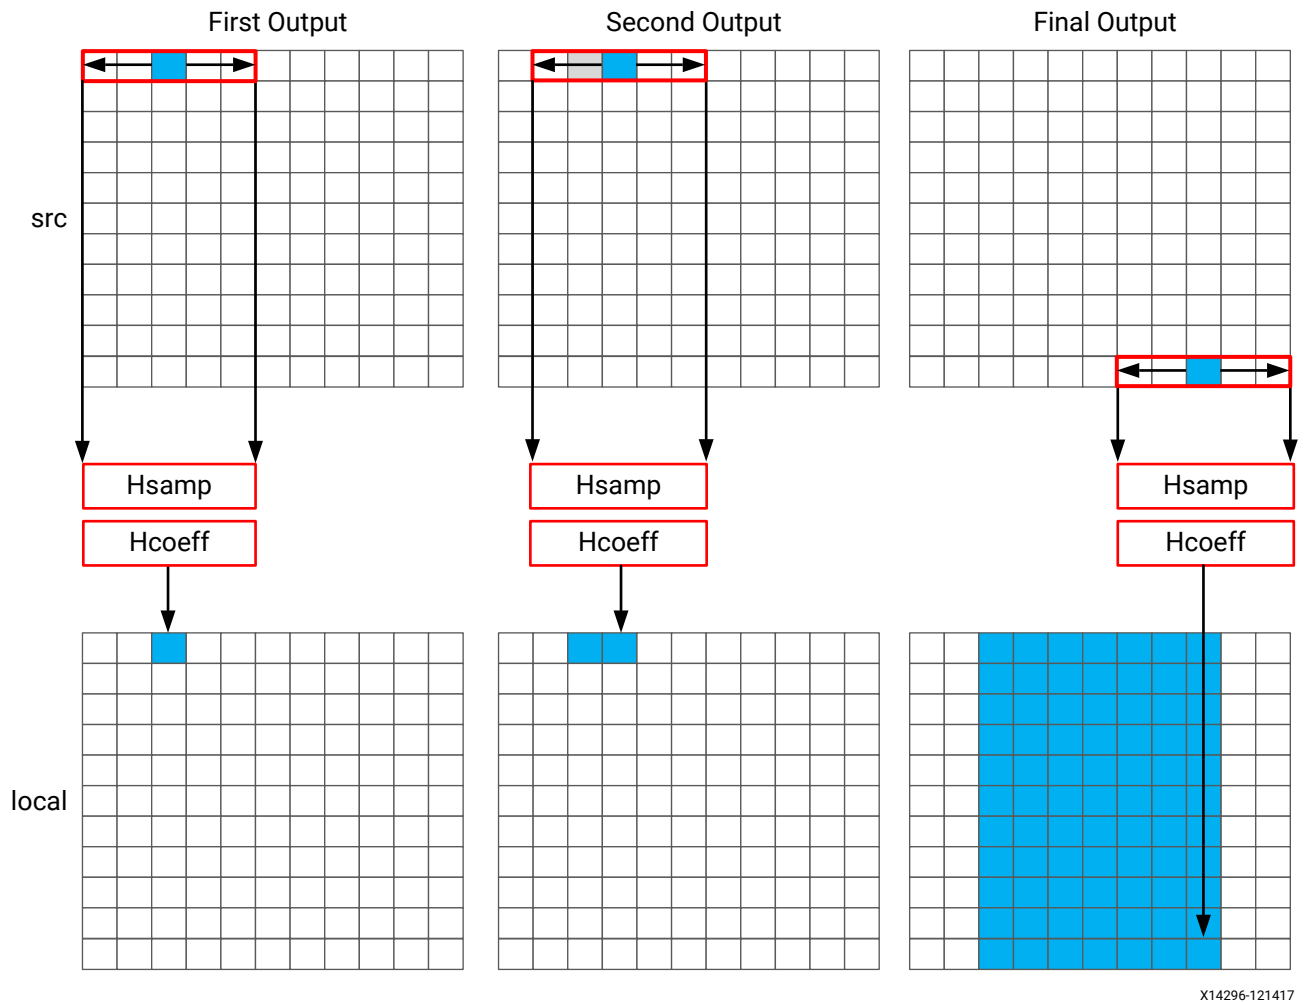 First Output
Second Output
Final Output
src
Hsamp
Hsamp
Hsamp
Hcoeff
Hcoeff
Hcoeff
local
X14296-121417